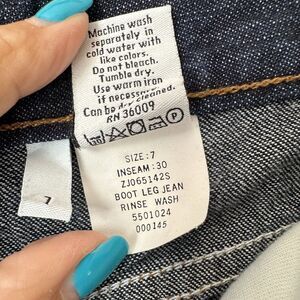 Machine wash
separately in
cold water with
like colors.
Do not bleach.
Tumble dry.
Use warm iron
if necessary.
Can be dry cleaned.
RN 36009
P
SIZE: 7
INSEAM: 30
ZJ065142S
BOOT LEG JEAN
RINSE WASH
5501024
000145
7